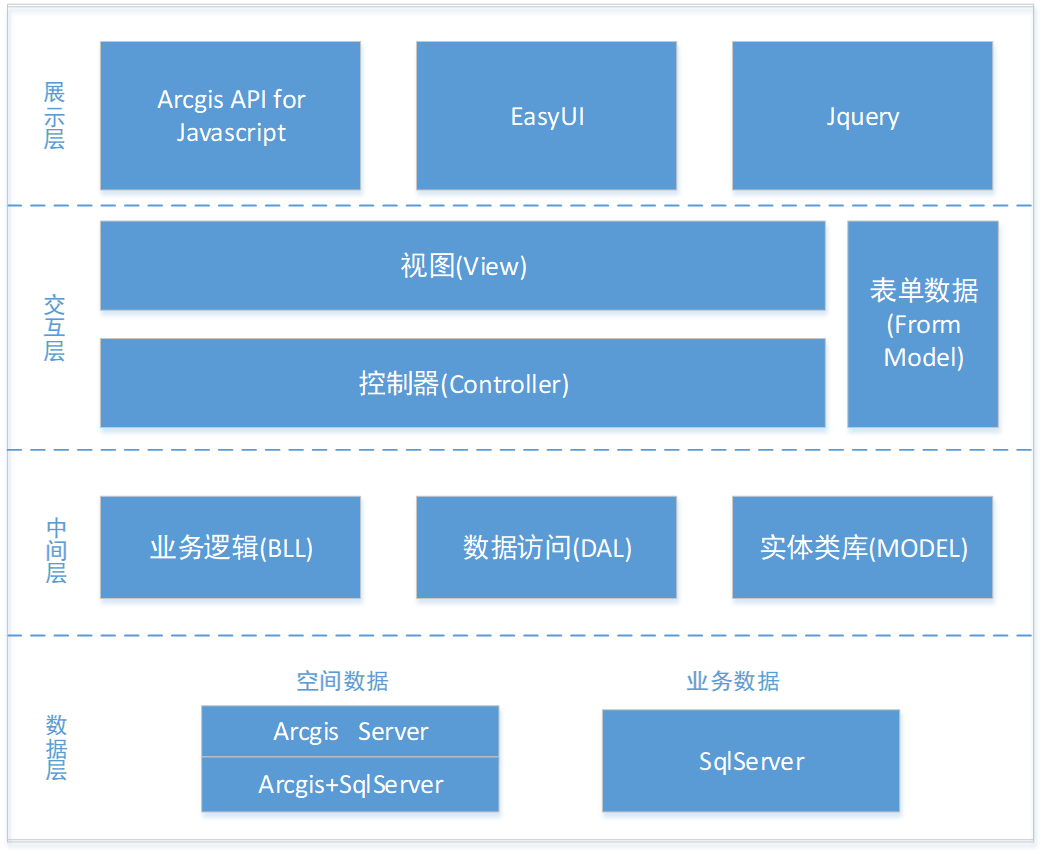 展示层
Arcgis API for
Javascript
EasyUI
Jquery
交互层
视图(View)
控制器(Controller)
表单数据
(Frorm
Model)
中间层
业务逻辑(BLL)
数据访问(DAL)
实体类库(MODEL)
数据层
空间数据
Arcgis Server
Arcgis+SqlServer
业务数据
SqlServer